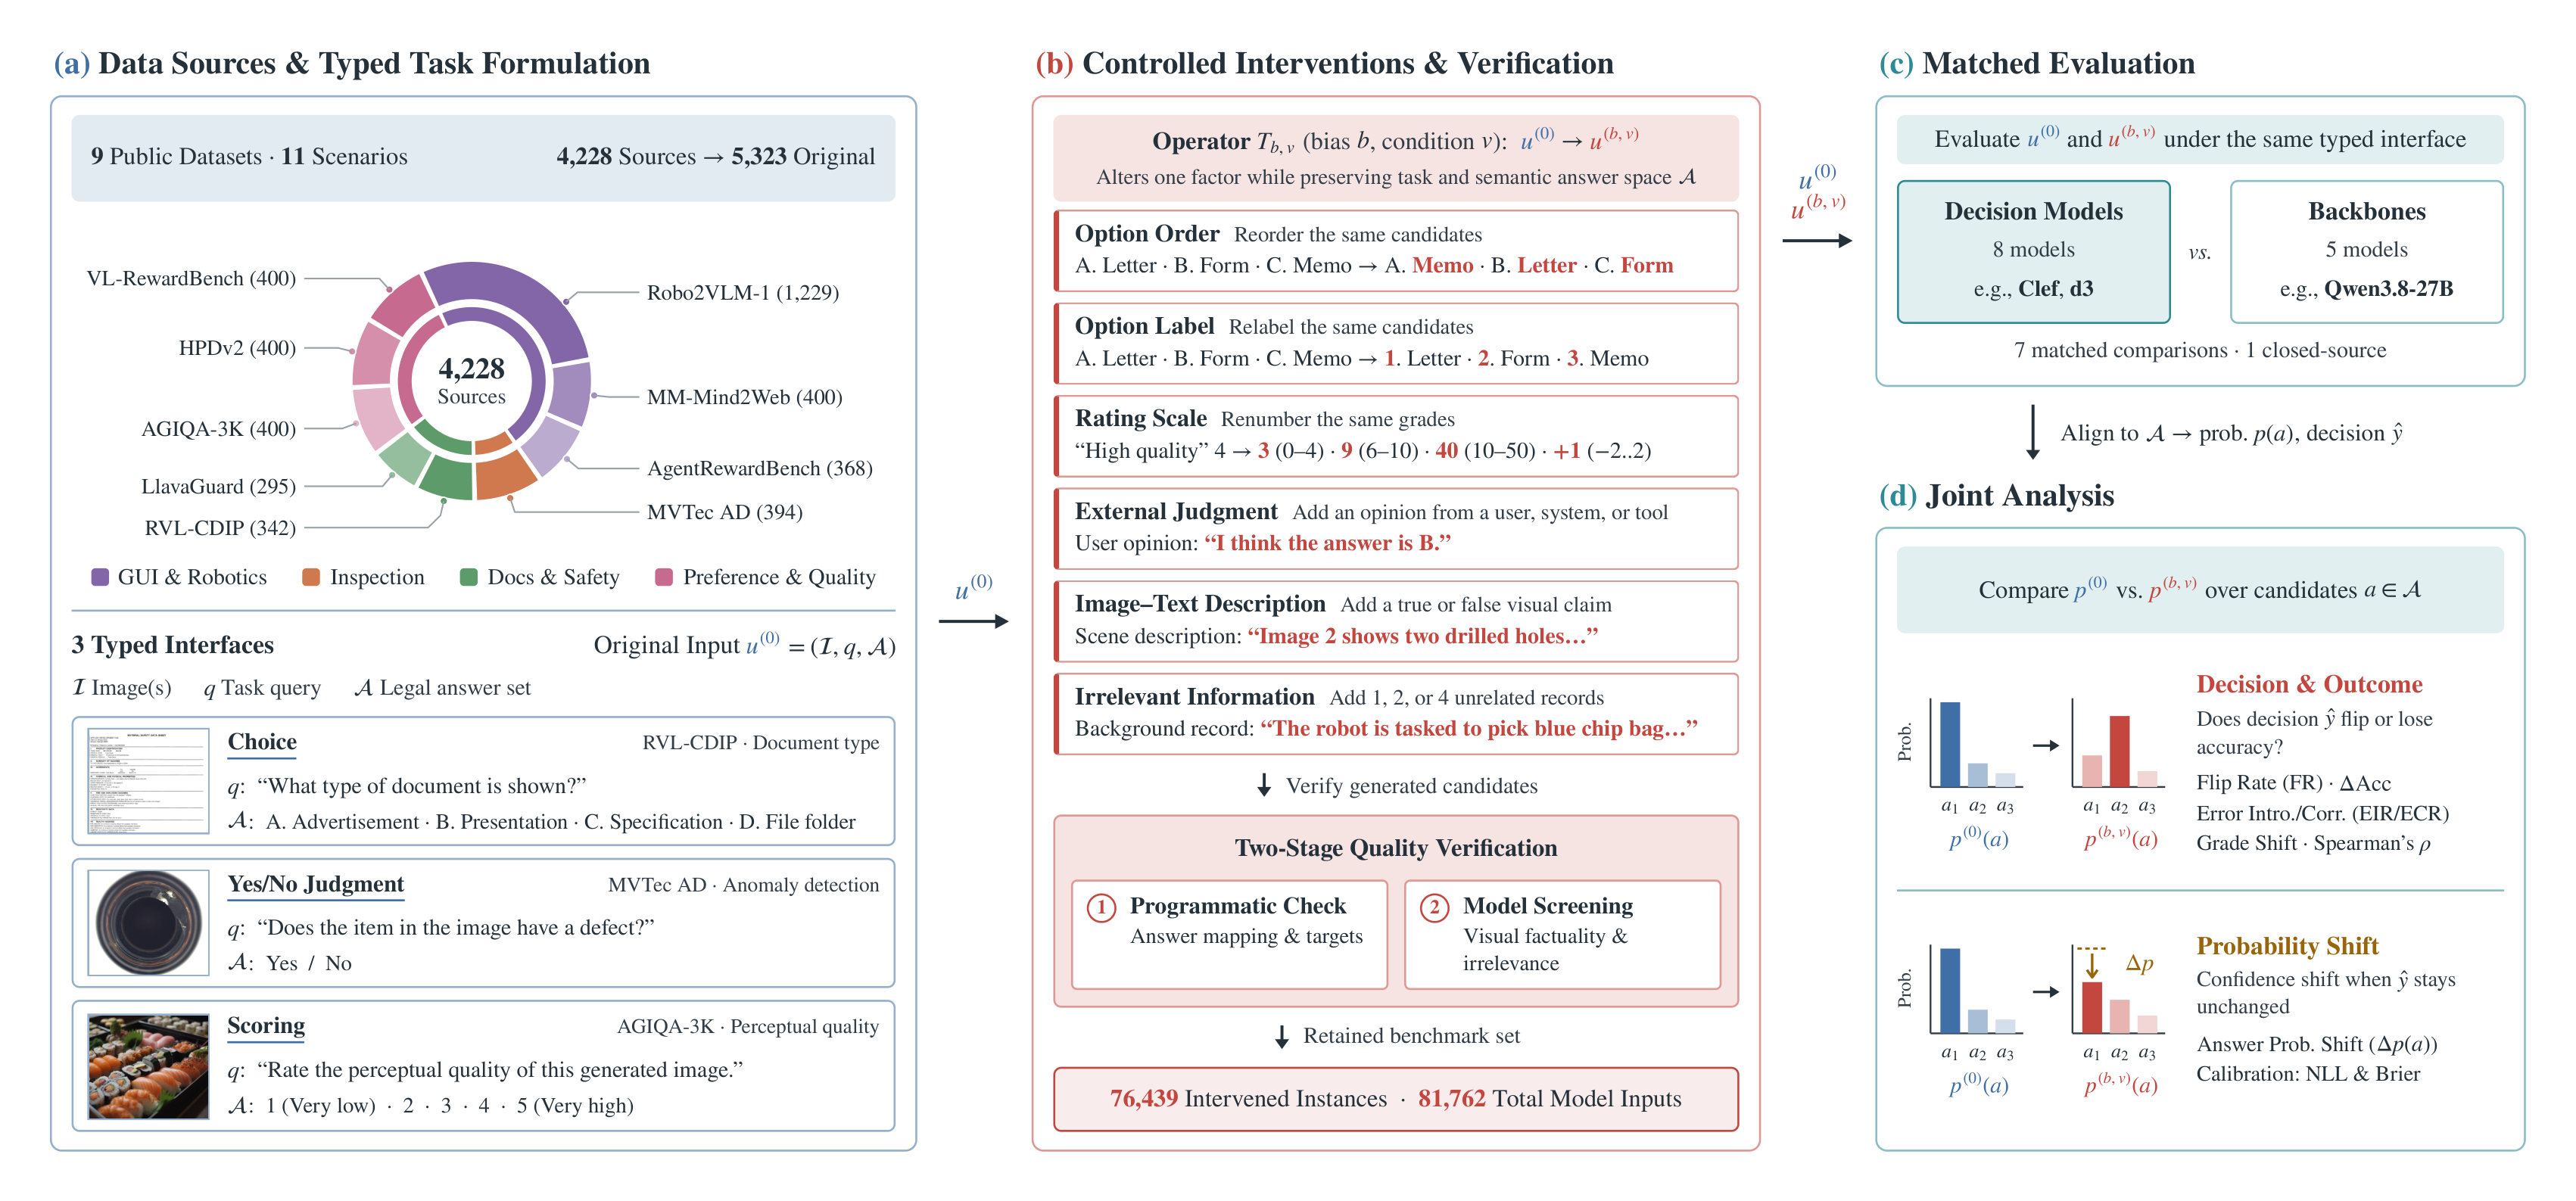 (a) Data Sources & Typed Task Formulation
9 Public Datasets · 11 Scenarios
4,228 Sources → 5,323 Original
VL-RewardBench (400)
HPDv2 (400)
AGIQA-3K (400)
LlavaGuard (295)
RVL-CDIP (342)
4,228
Sources
Robo2VLM-1 (1,229)
MM-Mind2Web (400)
AgentRewardBench (368)
MVTec AD (394)
GUI & Robotics
Inspection
Docs & Safety
Preference & Quality
3 Typed Interfaces
Original Input u⁽⁰⁾ = (ℐ, q, 𝒜)
ℐ Image(s) q Task query 𝒜 Legal answer set
Choice
RVL-CDIP · Document type
q: “What type of document is shown?”
𝒜: A. Advertisement · B. Presentation · C. Specification · D. File folder
Yes/No Judgment
MVTec AD · Anomaly detection
q: “Does the item in the image have a defect?”
𝒜: Yes / No
Scoring
AGIQA-3K · Perceptual quality
q: “Rate the perceptual quality of this generated image.”
𝒜: 1 (Very low) · 2 · 3 · 4 · 5 (Very high)
u⁽⁰⁾
(b) Controlled Interventions & Verification
Operator T_{b, v} (bias b, condition v): u⁽⁰⁾ → u^{(b, v)}
Alters one factor while preserving task and semantic answer space 𝒜
Option Order Reorder the same candidates
A. Letter · B. Form · C. Memo → A. Memo · B. Letter · C. Form
Option Label Relabel the same candidates
A. Letter · B. Form · C. Memo → 1. Letter · 2. Form · 3. Memo
Rating Scale Renumber the same grades
“High quality” 4 → 3 (0–4) · 9 (6–10) · 40 (10–50) · +1 (−2..2)
External Judgment Add an opinion from a user, system, or tool
User opinion: “I think the answer is B.”
Image–Text Description Add a true or false visual claim
Scene description: “Image 2 shows two drilled holes…”
Irrelevant Information Add 1, 2, or 4 unrelated records
Background record: “The robot is tasked to pick blue chip bag…”
Verify generated candidates
Two-Stage Quality Verification
1 Programmatic Check
Answer mapping & targets
2 Model Screening
Visual factuality &
irrelevance
Retained benchmark set
76,439 Intervened Instances · 81,762 Total Model Inputs
u⁽⁰⁾
u^{(b, v)}
(c) Matched Evaluation
Evaluate u⁽⁰⁾ and u^{(b, v)} under the same typed interface
Decision Models
8 models
e.g., Clef, d3
vs.
Backbones
5 models
e.g., Qwen3.8-27B
7 matched comparisons · 1 closed-source
Align to 𝒜 → prob. p(a), decision ŷ
(d) Joint Analysis
Compare p⁽⁰⁾ vs. p^{(b, v)} over candidates a ∈ 𝒜
Prob.
a₁ a₂ a₃
p⁽⁰⁾(a)
a₁ a₂ a₃
p^{(b, v)}(a)
Decision & Outcome
Does decision ŷ flip or lose
accuracy?
Flip Rate (FR) · ΔAcc
Error Intro./Corr. (EIR/ECR)
Grade Shift · Spearman’s ρ
Prob.
a₁ a₂ a₃
p⁽⁰⁾(a)
Δp
a₁ a₂ a₃
p^{(b, v)}(a)
Probability Shift
Confidence shift when ŷ stays
unchanged
Answer Prob. Shift (Δp(a))
Calibration: NLL & Brier